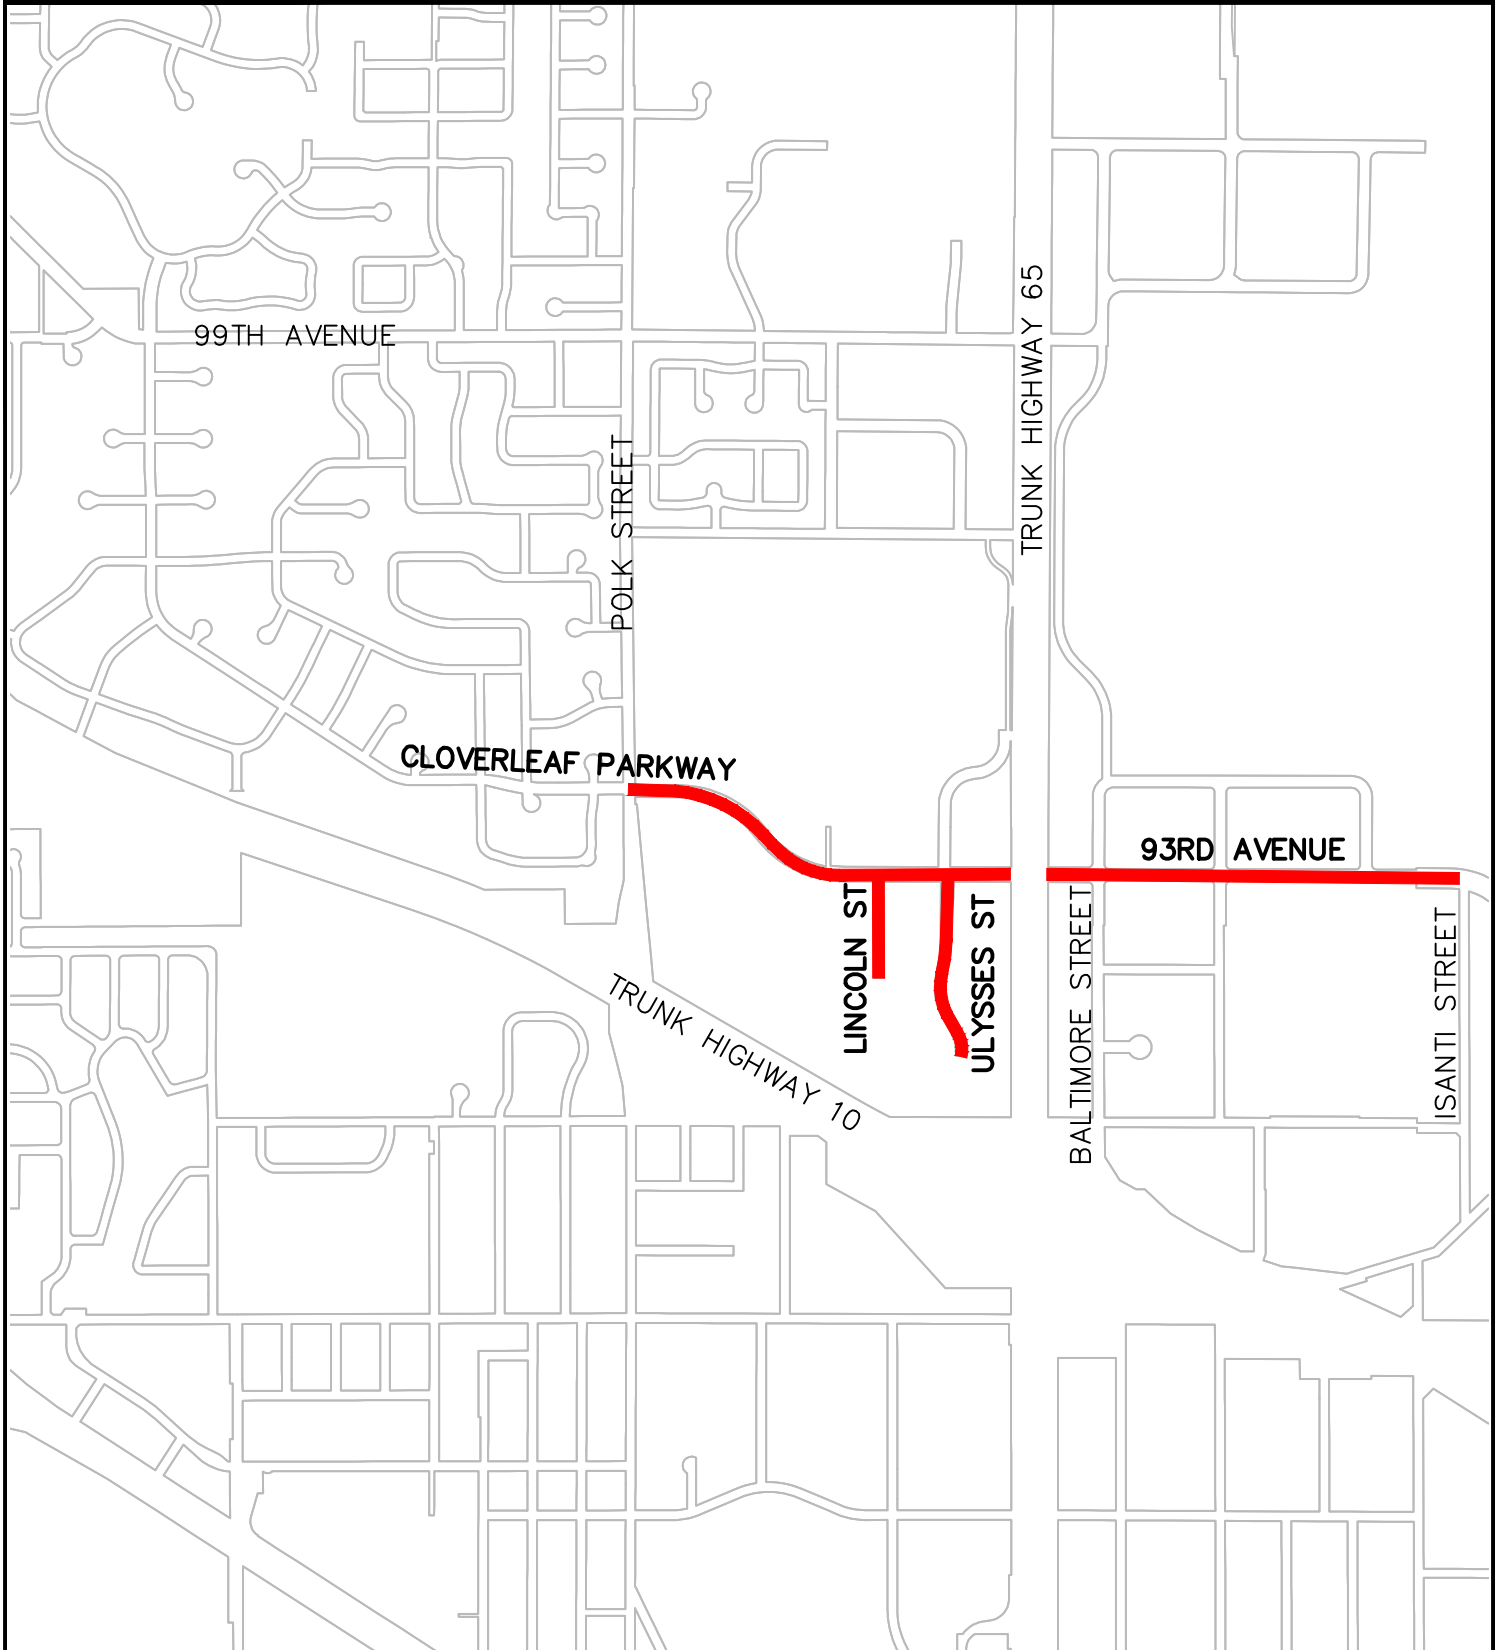 99TH AVENUE
TRUNK HIGHWAY 65
POLK STREET
CLOVERLEAF PARKWAY
93RD AVENUE
LINCOLN ST
ULYSSES ST
BALTIMORE STREET
ISANTI STREET
TRUNK HIGHWAY 10